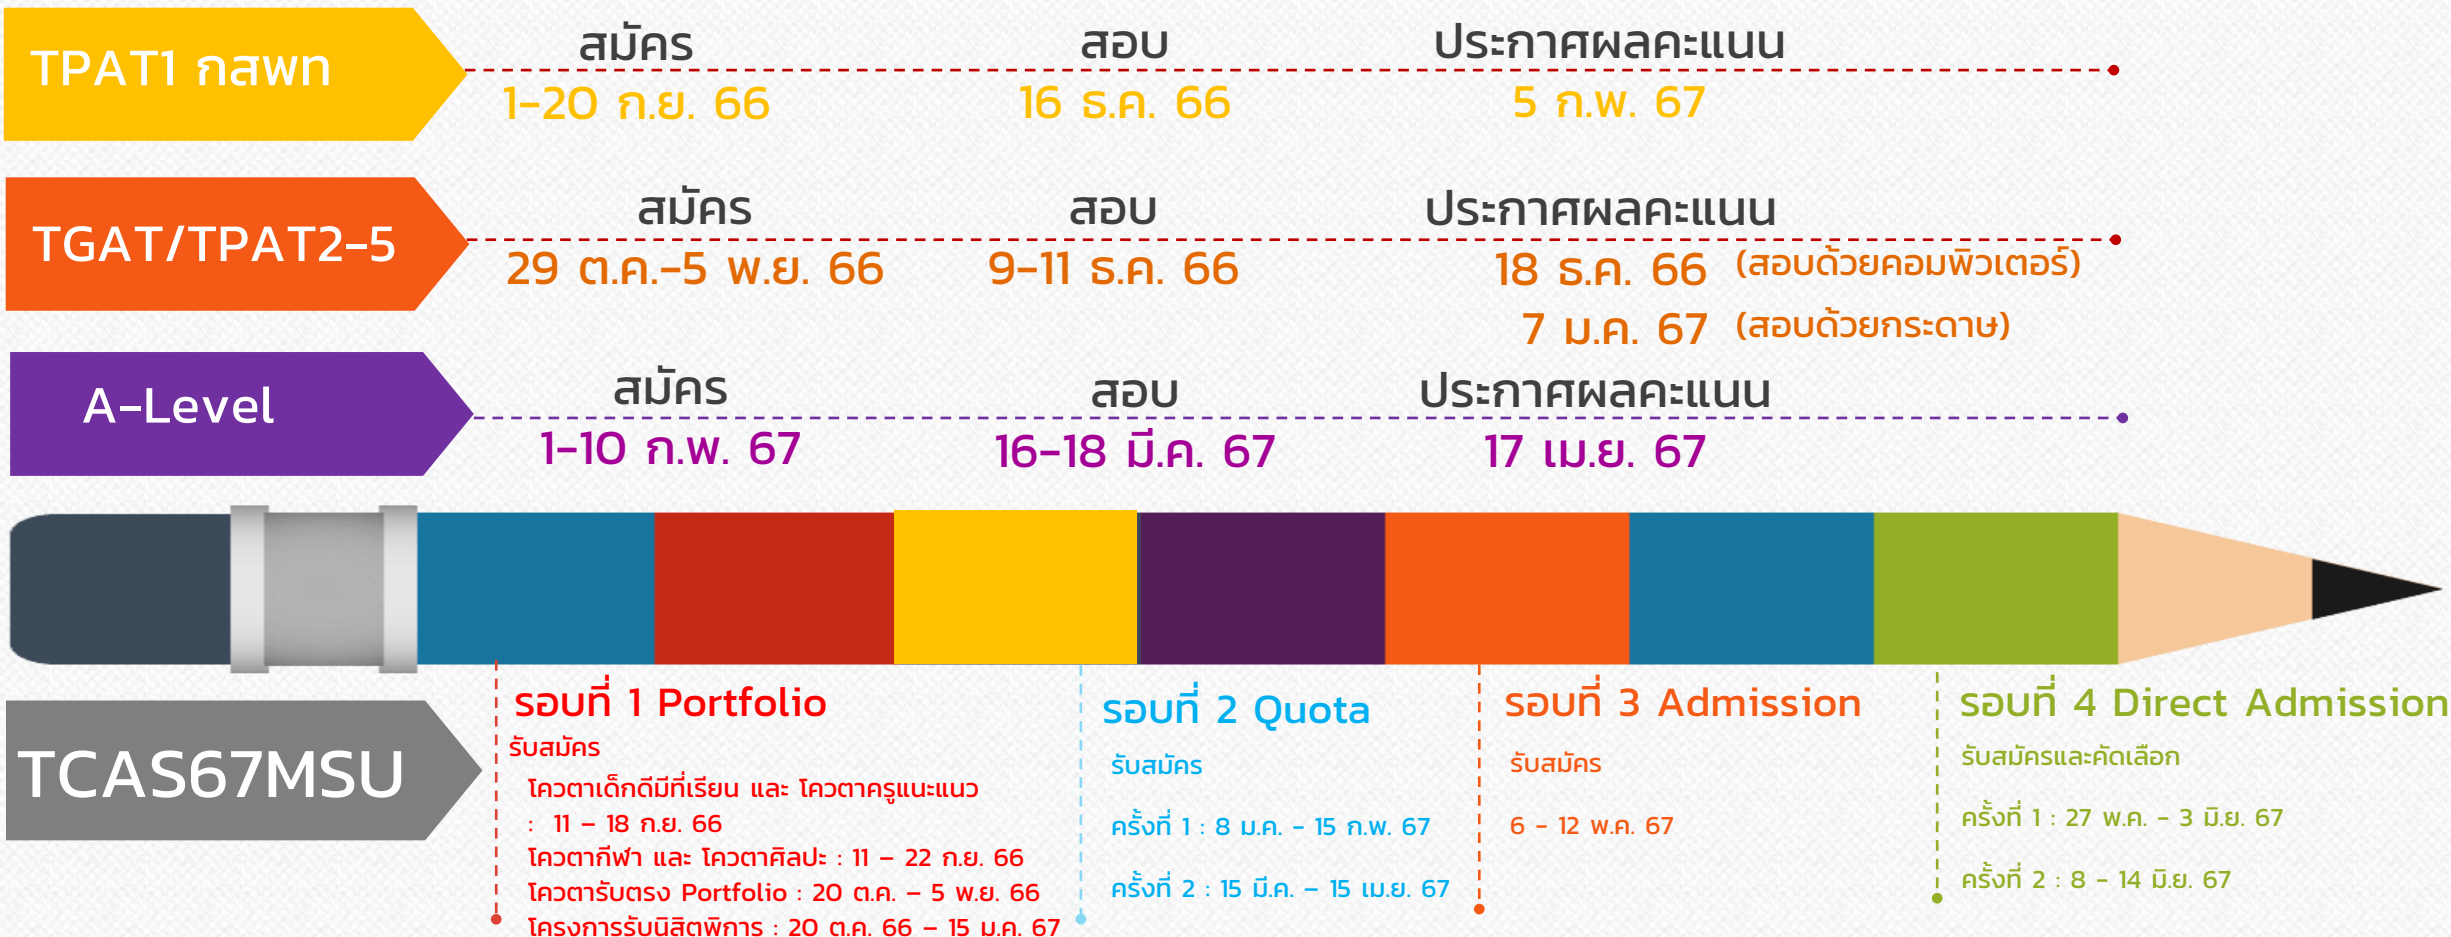 TPAT1 กสพท
สมัคร
1-20 ก.ย. 66
สอบ
16 ธ.ค. 66
ประกาศผลคะแนน
5 ก.พ. 67
TGAT/TPAT2-5
สมัคร
29 ต.ค.-5 พ.ย. 66
สอบ
9-11 ธ.ค. 66
ประกาศผลคะแนน
18 ธ.ค. 66 (สอบด้วยคอมพิวเตอร์)
7 ม.ค. 67 (สอบด้วยกระดาษ)
A-Level
สมัคร
1-10 ก.พ. 67
สอบ
16-18 มี.ค. 67
ประกาศผลคะแนน
17 เม.ย. 67
TCAS67MSU
รอบที่ 1 Portfolio
รับสมัคร
โควตาเด็กดีมีที่เรียน และ โควตาครูแนะแนว
: 11 – 18 ก.ย. 66
โควตากีฬา และ โควตาศิลปะ : 11 – 22 ก.ย. 66
โควตารับตรง Portfolio : 20 ต.ค. – 5 พ.ย. 66
โครงการรับนิสิตพิการ : 20 ต.ค. 66 – 15 ม.ค. 67
รอบที่ 2 Quota
รับสมัคร
ครั้งที่ 1 : 8 ม.ค. - 15 ก.พ. 67
ครั้งที่ 2 : 15 มี.ค. – 15 เม.ย. 67
รอบที่ 3 Admission
รับสมัคร
6 - 12 พ.ค. 67
รอบที่ 4 Direct Admission
รับสมัครและคัดเลือก
ครั้งที่ 1 : 27 พ.ค. - 3 มิ.ย. 67
ครั้งที่ 2 : 8 - 14 มิ.ย. 67